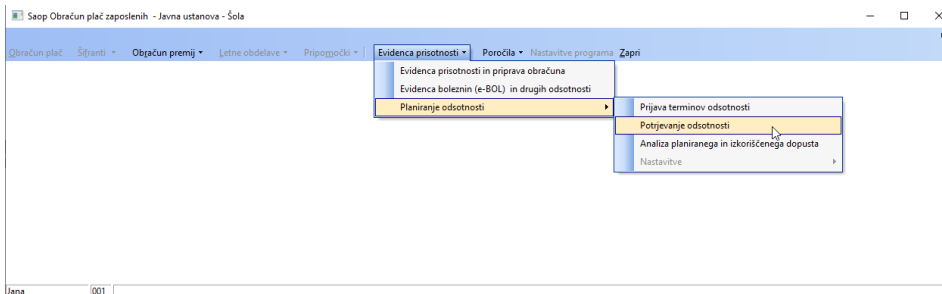 Saop Obračun plač zaposlenih - Javna ustanova - Šola
Obračun plač Šifranti Obračun premij Letne obdelave Pripomočki Evidenca prisotnosti Poročila Nastavitve programa Zapri
Evidenca prisotnosti in priprava obračuna
Evidenca boleznin (e-BOL) in drugih odsotnosti
Planiranje odsotnosti
Prijava terminov odsotnosti
Potrjevanje odsotnosti
Analiza planiranega in izkoriščenega dopusta
Nastavitve
Jana 001